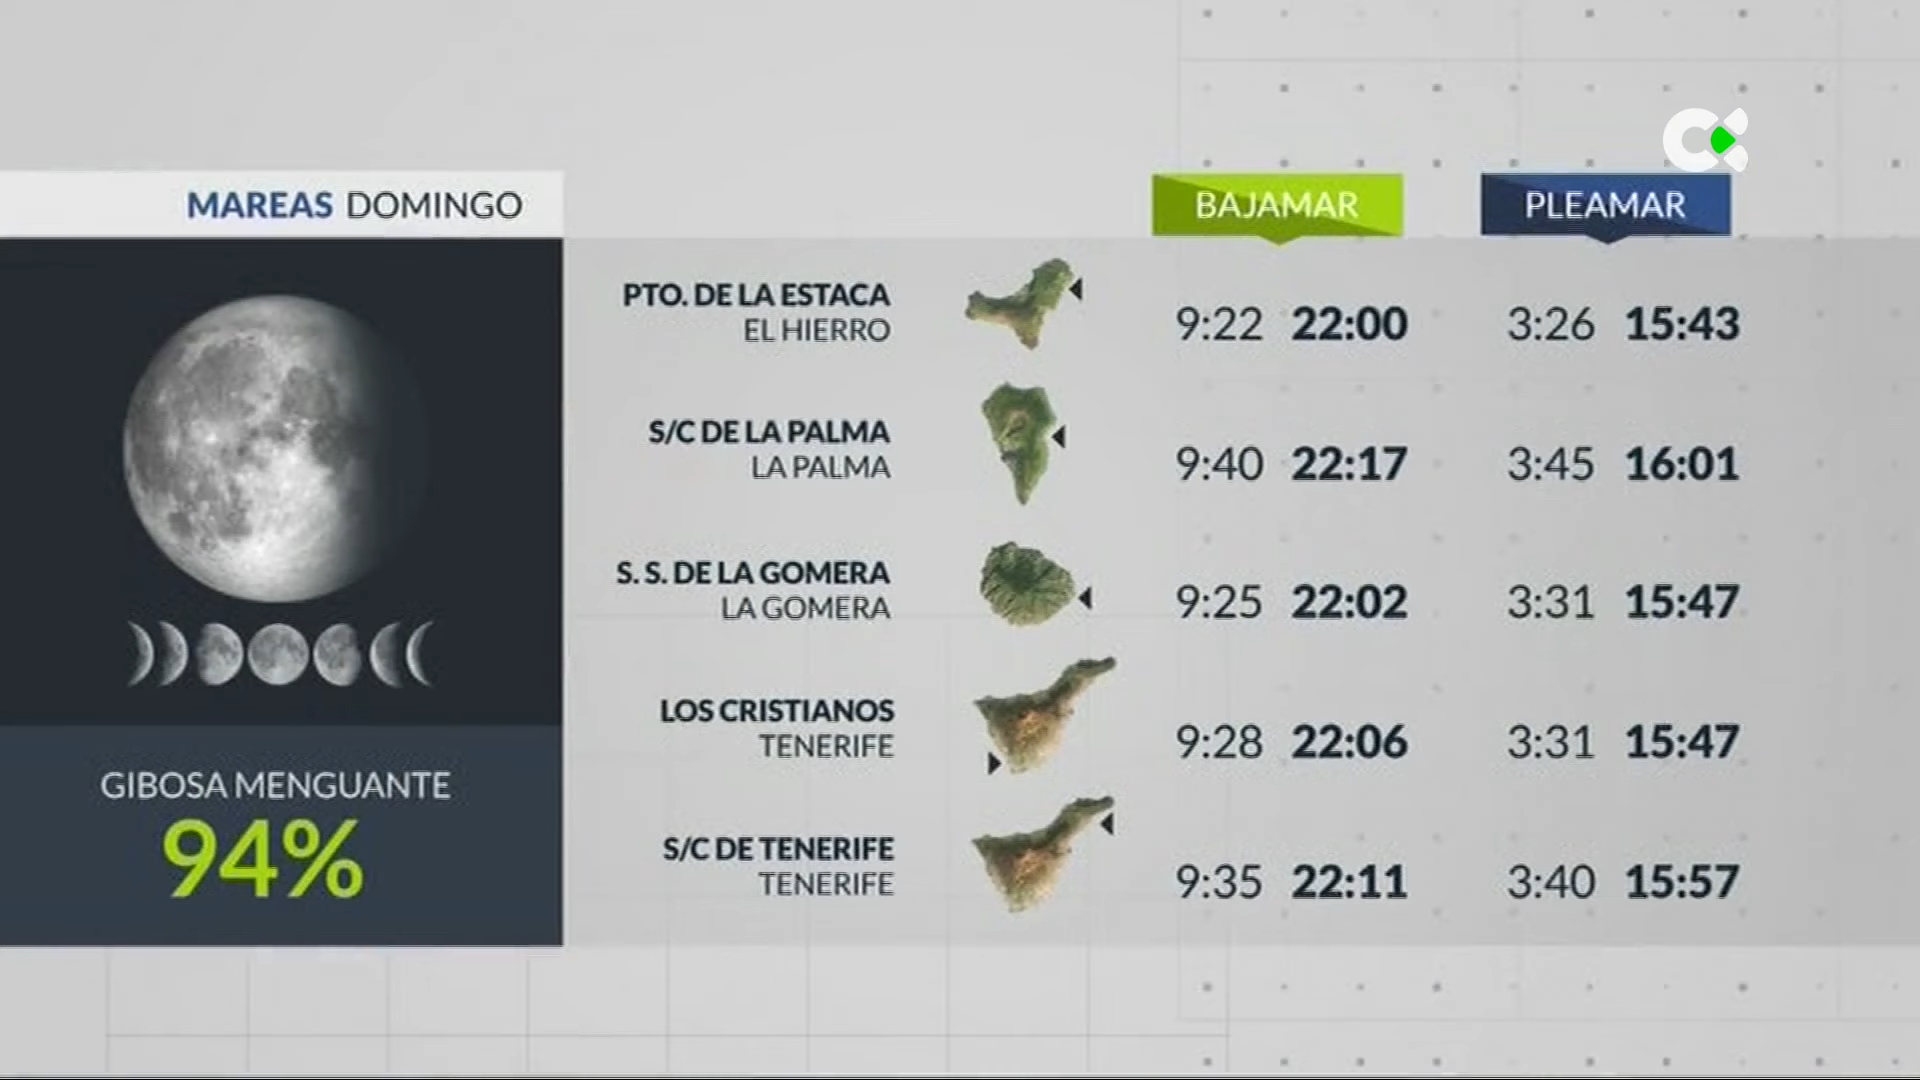 MAREAS DOMINGO
BAJAMAR PLEAMAR
PTO. DE LA ESTACA
EL HIERRO
9:22 22:00 3:26 15:43
S/C DE LA PALMA
LA PALMA
9:40 22:17 3:45 16:01
S. S. DE LA GOMERA
LA GOMERA
9:25 22:02 3:31 15:47
LOS CRISTIANOS
TENERIFE
9:28 22:06 3:31 15:47
S/C DE TENERIFE
TENERIFE
9:35 22:11 3:40 15:57
GIBOSA MENGUANTE
94%